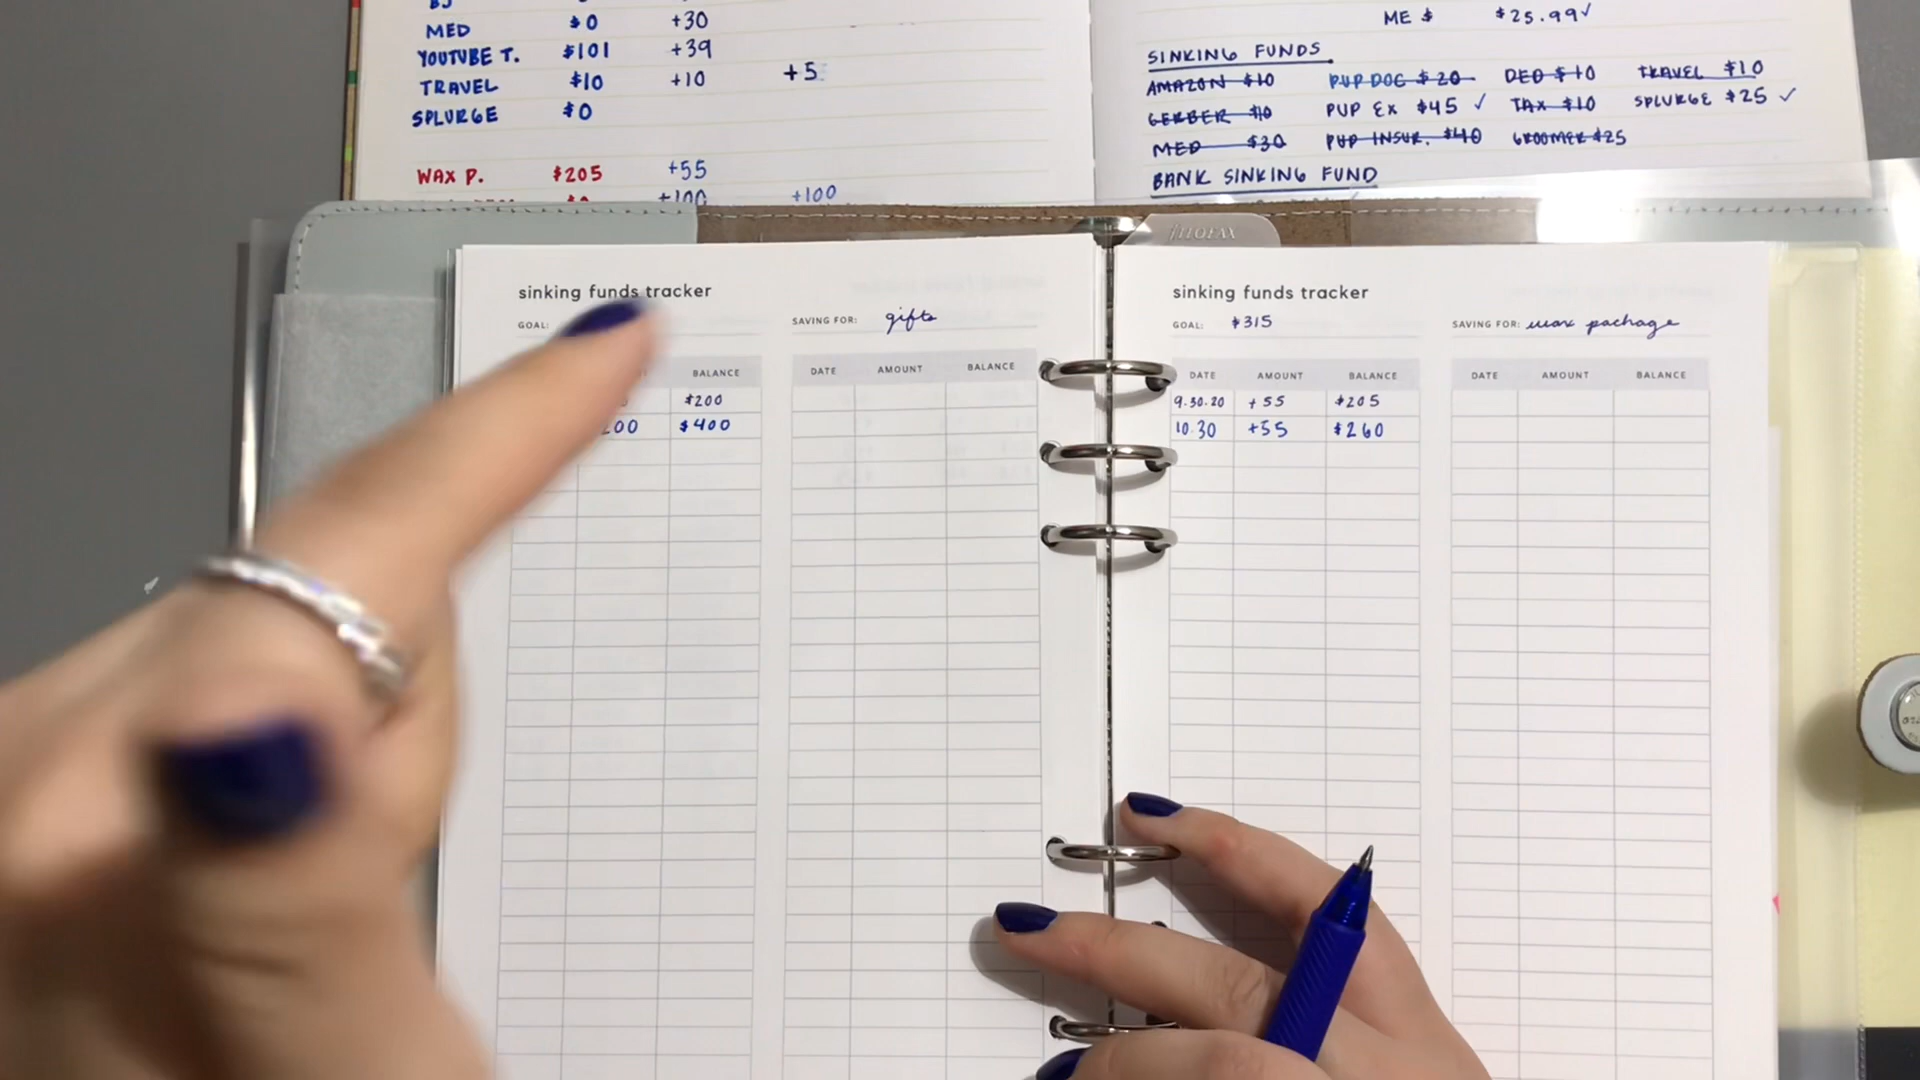 MED $0 +30
YOUTUBE T. $101 +39
TRAVEL $10 +10 +5
SPLURGE $0
WAX P. $205 +55
+100 +100
ME $ $25.99✓
SINKING FUNDS
AMAZON $10 PUP DOG $20 DED $10 TRAVEL $10
GERBER $10 PUP EX $45 ✓ TAX $10 SPLURGE $25 ✓
MED $30 PUP INSUR. $40 GROOMER $25
BANK SINKING FUND
filofax
sinking funds tracker
GOAL: SAVING FOR: gifts
BALANCE DATE AMOUNT BALANCE
$200
200 $400
sinking funds tracker
GOAL: $315 SAVING FOR: wax package
DATE AMOUNT BALANCE DATE AMOUNT BALANCE
9.30.20 +55 $205
10.30 +55 $260